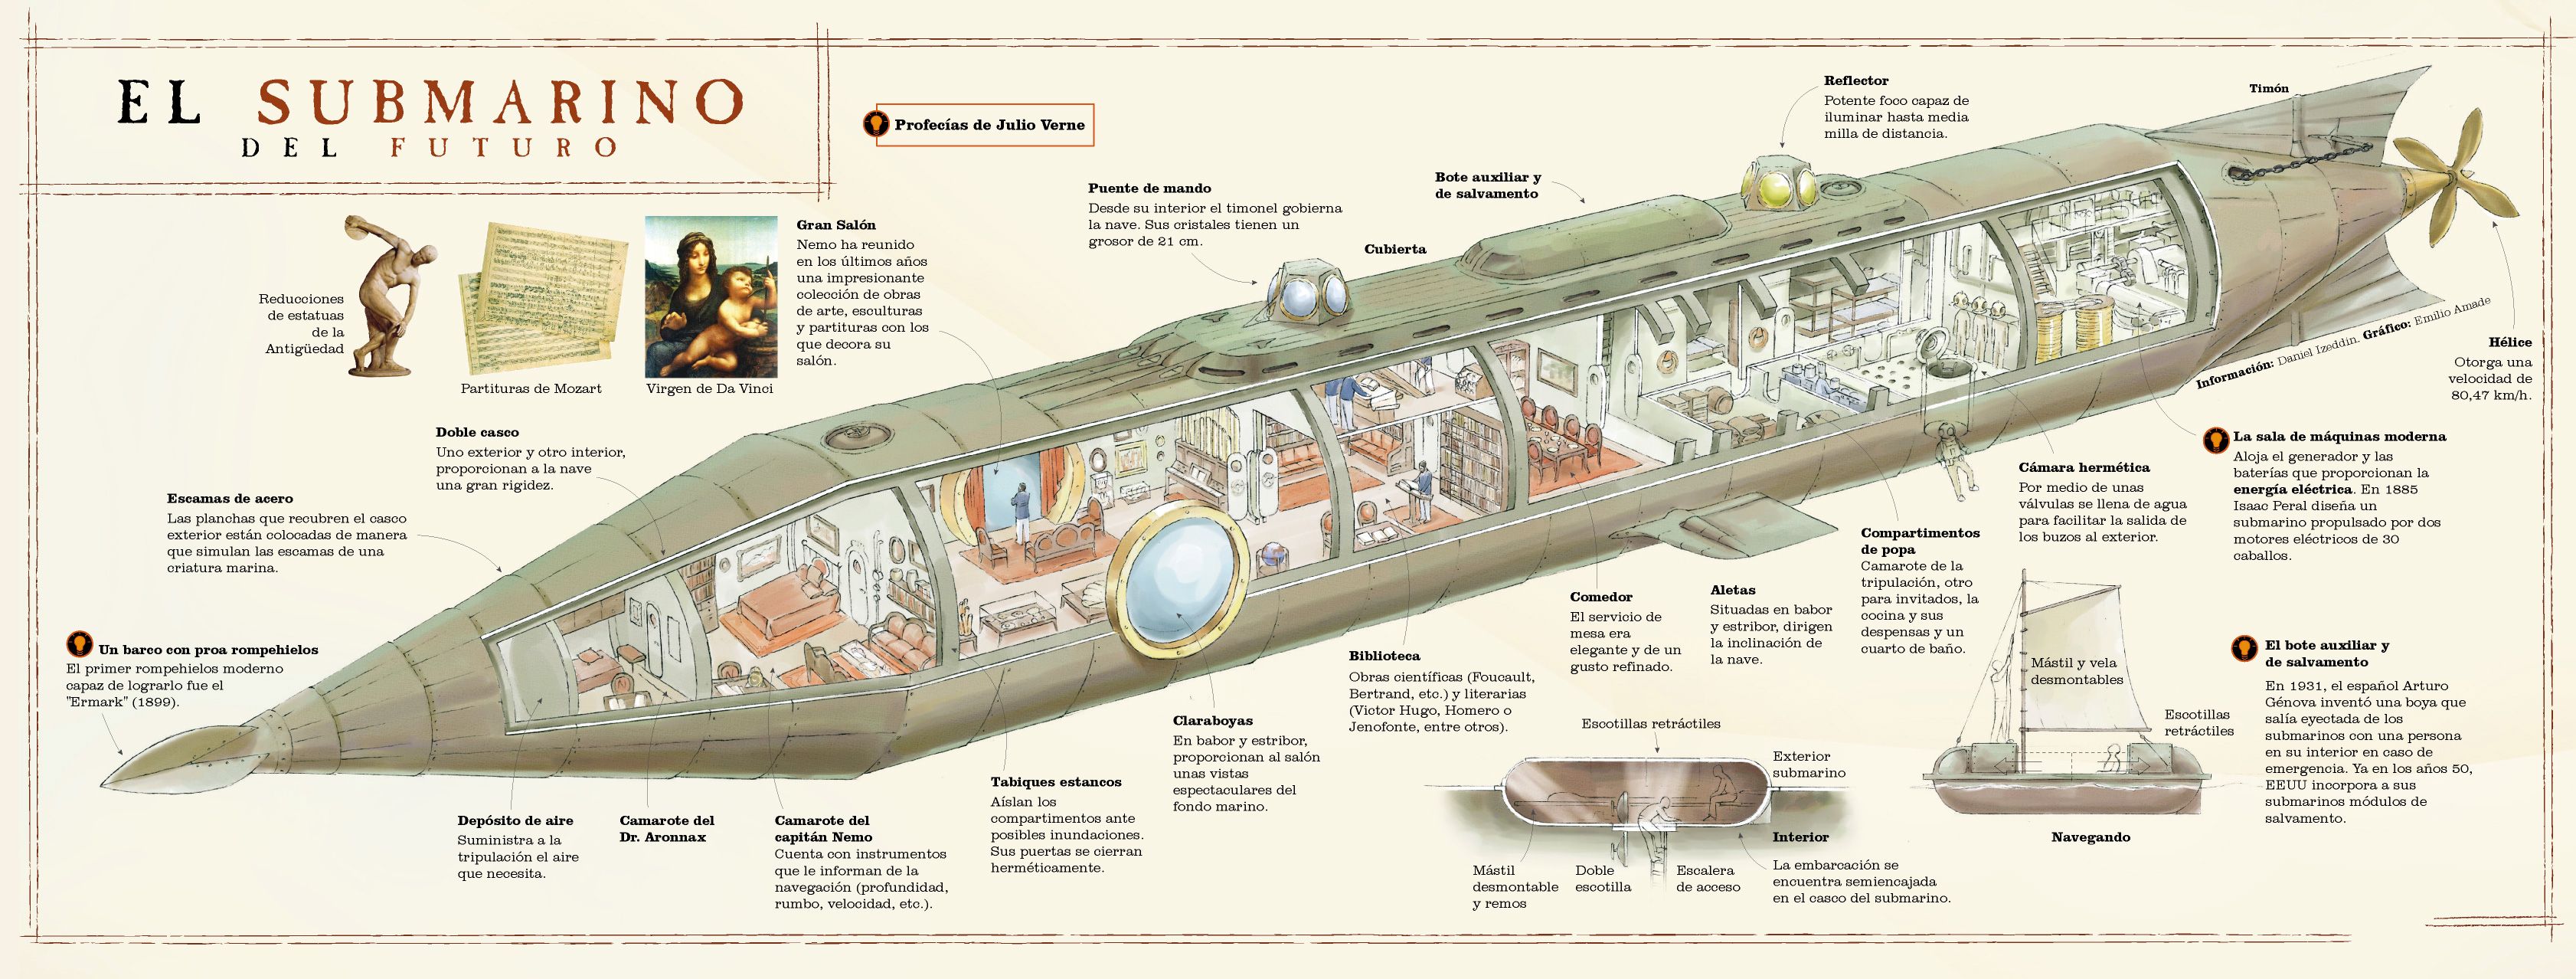 EL SUBMARINO
DEL FUTURO
Profecías de Julio Verne
Reducciones
de estatuas
de la
Antigüedad
Partituras de Mozart
Virgen de Da Vinci
Gran Salón
Nemo ha reunido
en los últimos años
una impresionante
colección de obras
de arte, esculturas
y partituras con los
que decora su
salón.
Puente de mando
Desde su interior el timonel gobierna
la nave. Sus cristales tienen un
grosor de 21 cm.
Cubierta
Bote auxiliar y
de salvamento
Reflector
Potente foco capaz de
iluminar hasta media
milla de distancia.
Timón
Hélice
Otorga una
velocidad de
80,47 km/h.
Información: Daniel Izeddin. Gráfico: Emilio Amade
Doble casco
Uno exterior y otro interior,
proporcionan a la nave
una gran rigidez.
Escamas de acero
Las planchas que recubren el casco
exterior están colocadas de manera
que simulan las escamas de una
criatura marina.
Un barco con proa rompehielos
El primer rompehielos moderno
capaz de lograrlo fue el
"Ermark" (1899).
Depósito de aire
Suministra a la
tripulación el aire
que necesita.
Camarote del
Dr. Aronnax
Camarote del
capitán Nemo
Cuenta con instrumentos
que le informan de la
navegación (profundidad,
rumbo, velocidad, etc.).
Tabiques estancos
Aíslan los
compartimentos ante
posibles inundaciones.
Sus puertas se cierran
herméticamente.
Claraboyas
En babor y estribor,
proporcionan al salón
unas vistas
espectaculares del
fondo marino.
Biblioteca
Obras científicas (Foucault,
Bertrand, etc.) y literarias
(Victor Hugo, Homero o
Jenofonte, entre otros).
Comedor
El servicio de
mesa era
elegante y de un
gusto refinado.
Aletas
Situadas en babor
y estribor, dirigen
la inclinación de
la nave.
Compartimentos
de popa
Camarote de la
tripulación, otro
para invitados, la
cocina y sus
despensas y un
cuarto de baño.
Cámara hermética
Por medio de unas
válvulas se llena de agua
para facilitar la salida de
los buzos al exterior.
La sala de máquinas moderna
Aloja el generador y las
baterías que proporcionan la
energía eléctrica. En 1885
Isaac Peral diseña un
submarino propulsado por dos
motores eléctricos de 30
caballos.
Escotillas retráctiles
Exterior
submarino
Interior
La embarcación se
encuentra semiencajada
en el casco del submarino.
Mástil
desmontable
y remos
Doble
escotilla
Escalera
de acceso
Mástil y vela
desmontables
Escotillas
retráctiles
Navegando
El bote auxiliar y
de salvamento
En 1931, el español Arturo
Génova inventó una boya que
salía eyectada de los
submarinos con una persona
en su interior en caso de
emergencia. Ya en los años 50,
EEUU incorpora a sus
submarinos módulos de
salvamento.